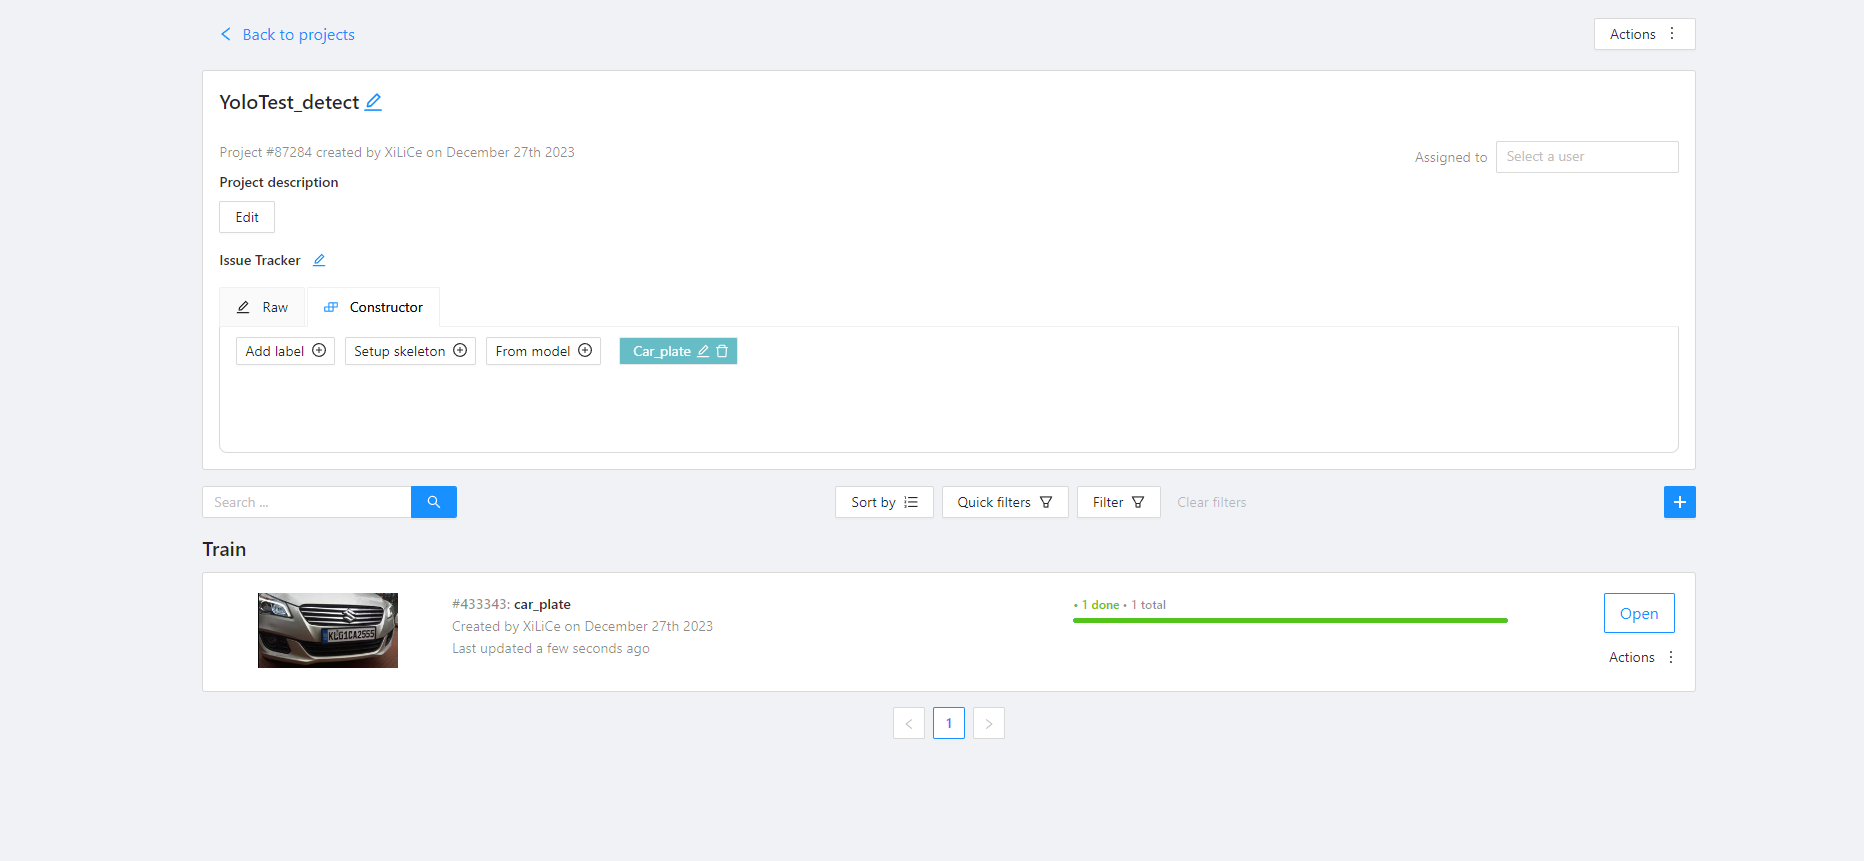 Back to projects
Actions
YoloTest_detect
Project #87284 created by XiLiCe on December 27th 2023
Assigned to
Select a user
Project description
Edit
Issue Tracker
Raw
Constructor
Add label
Setup skeleton
From model
Car_plate
Search ...
Sort by
Quick filters
Filter
Clear filters
Train
KLG1CA2555
#433343: car_plate
Created by XiLiCe on December 27th 2023
Last updated a few seconds ago
• 1 done • 1 total
Open
Actions
1